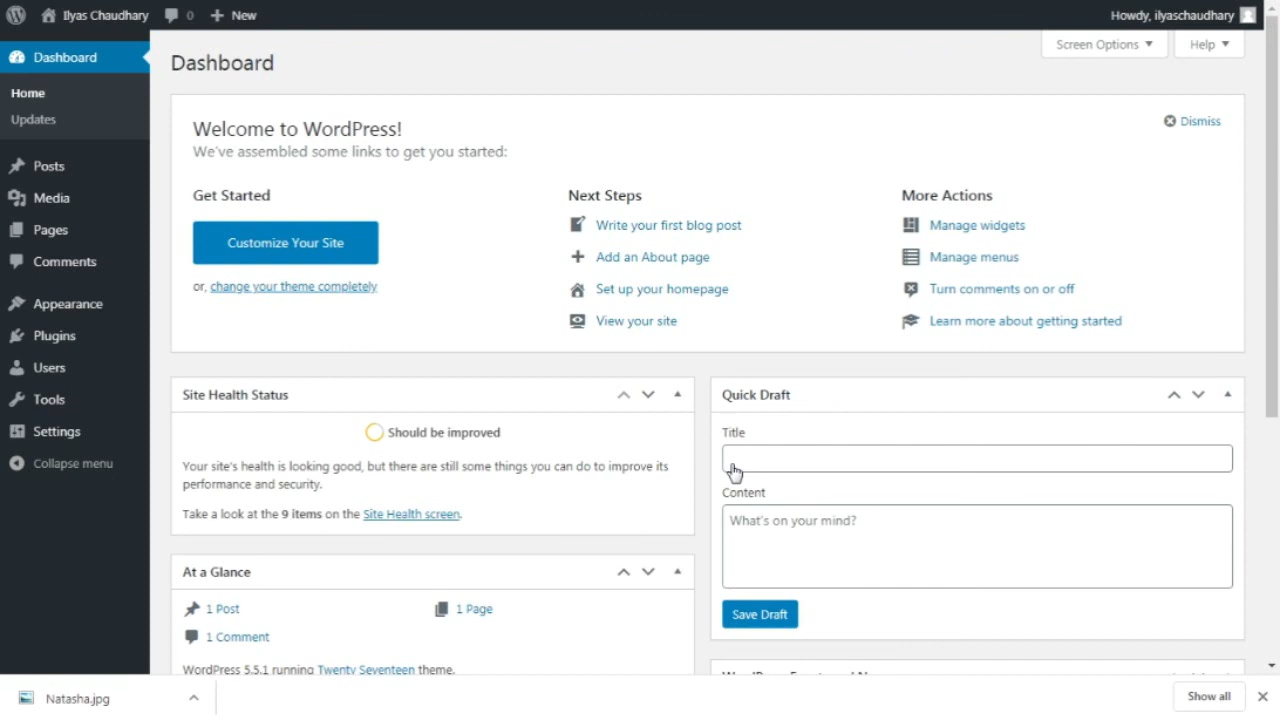 Ilyas Chaudhary 0 New Howdy, ilyaschaudhary
Screen Options Help
Dashboard
Home
Updates
Posts
Media
Pages
Comments
Appearance
Plugins
Users
Tools
Settings
Collapse menu
Dashboard
Welcome to WordPress!
We've assembled some links to get you started:
Dismiss
Get Started
Customize Your Site
or, change your theme completely
Next Steps
Write your first blog post
Add an About page
Set up your homepage
View your site
More Actions
Manage widgets
Manage menus
Turn comments on or off
Learn more about getting started
Site Health Status
Should be improved
Your site's health is looking good, but there are still some things you can do to improve its
performance and security.
Take a look at the 9 items on the Site Health screen.
At a Glance
1 Post
1 Page
1 Comment
WordPress 5.5.1 running Twenty Seventeen theme.
Quick Draft
Title
Content
What's on your mind?
Save Draft
Natasha.jpg
Show all